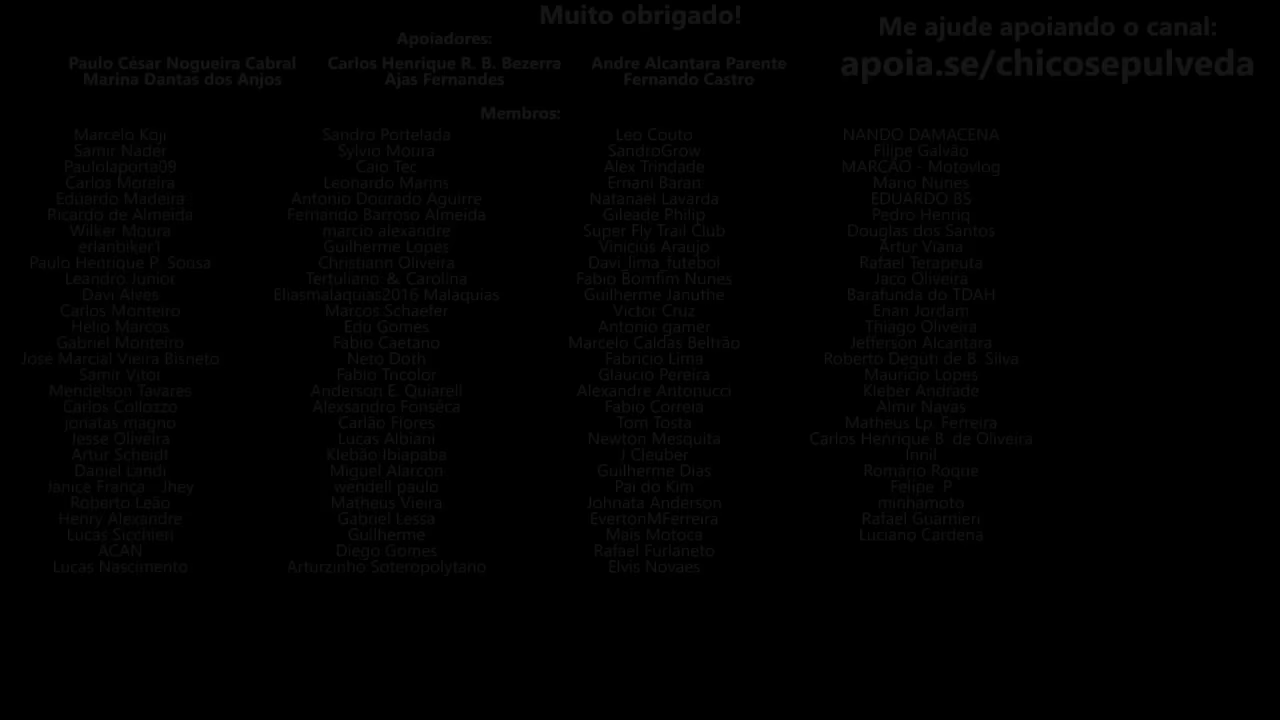 Muito obrigado!
Me ajude apoiando o canal:
apoia.se/chicosepulveda
Apoiadores:
Paulo César Nogueira Cabral
Marina Dantas dos Anjos
Carlos Henrique R. B. Bezerra
Ajas Fernandes
Andre Alcantara Parente
Fernando Castro
Membros:
Marcelo Koji
Samir Nader
Paulolaporta09
Carlos Moreira
Eduardo Madeira
Ricardo de Almeida
Wilker Moura
erlanbiker1
Paulo Henrique P. Sousa
Leandro Junior
Davi Alves
Carlos Monteiro
Helio Marcos
Gabriel Monteiro
José Marcial Vieira Bisneto
Samir Vitor
Mendelson Tavares
Carlos Collazzo
jonatas magno
Jesse Oliveira
Artur Scheidt
Daniel Landi
Janice França Jhey
Roberto Leão
Henry Alexandre
Lucas Sicchieri
ACAN
Lucas Nascimento
Sandro Portelada
Sylvio Moura
Caio Tec
Leonardo Marins
Antonio Dourado Aguirre
Fernando Barroso Almeida
marcio alexandre
Guilherme Lopes
Christiann Oliveira
Tertuliano & Carolina
Eliasmalaquias2016 Malaquias
Marcos Schaefer
Edo Gomes
Fabio Caetano
Neto Doth
Fabio Tricolor
Anderson E. Quiarell
Alexsandro Fonsêca
Carlão Flores
Lucas Albiani
Klebão Ibiapaba
Miguel Alarcon
wendell paulo
Matheus Vieira
Gabriel Lessa
Guilherme
Diego Gomes
Arturzinho Soteropolytano
Leo Couto
SandroGrow
Alex Trindade
Ernani Barait
Natanael Lavarda
Gileade Philip
Super Fly Trail Club
Vinicius Araujo
Davi_lima_futebol
Fabio Bomfim Nunes
Guilherme Januthe
Victor Cruz
Antonio gamer
Marcelo Caldas Beltrão
Fabricio Lima
Glaucio Pereira
Alexandre Antonucci
Fabio Correia
Tom Tosta
Newton Mesquita
J Cleuber
Guilherme Dias
Pai do Kim
Johnata Anderson
EvertonMFerreira
Mais Motoca
Rafael Furlaneto
Elvis Novaes
NANDO DAMACENA
Filipe Galvão
MARCÃO - Motovlog
Mario Nunes
EDUARDO BS
Pedro Henriq
Douglas dos Santos
Artur Viana
Rafael Terapeuta
Jaco Oliveira
Barafunda do TDAH
Enan Jordam
Thiago Oliveira
Jefferson Alcantara
Roberto Deguti de B. Silva
Mauricio Lopes
Kleber Andrade
Almir Navas
Matheus Lp. Ferreira
Carlos Henrique B. de Oliveira
Innil
Romário Roque
Felipe P
minhamoto
Rafael Guarnieri
Luciano Cardena